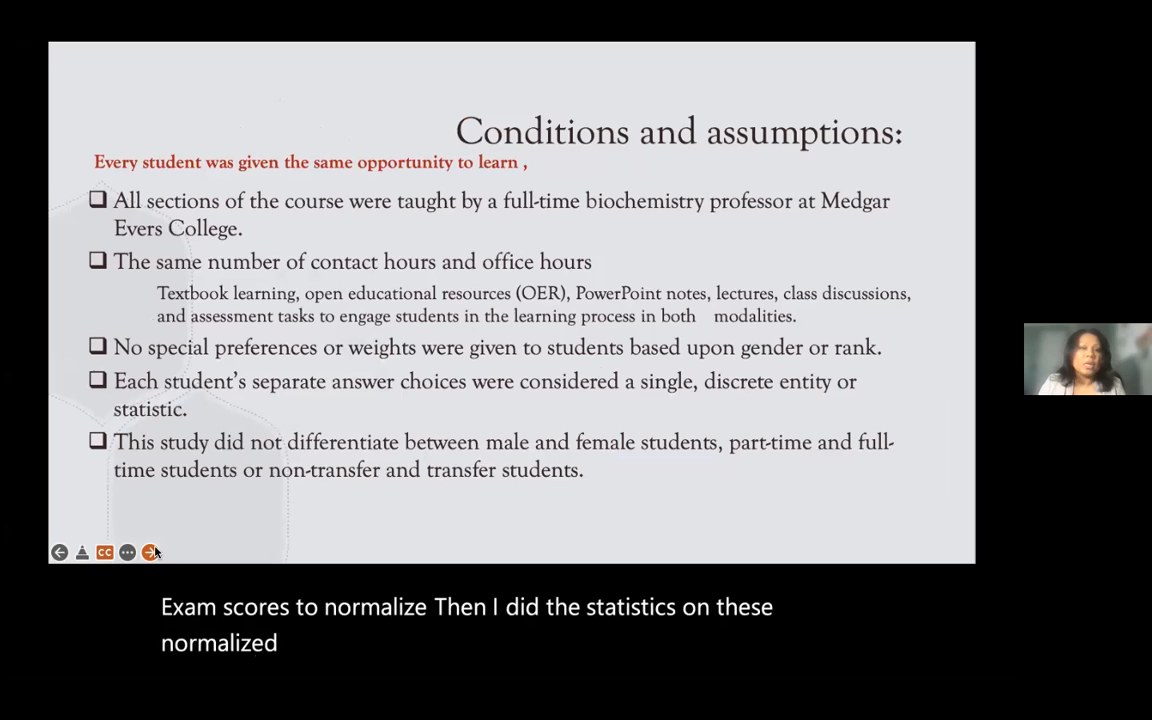 Conditions and assumptions:
Every student was given the same opportunity to learn ,
All sections of the course were taught by a full-time biochemistry professor at Medgar
Evers College.
The same number of contact hours and office hours
Textbook learning, open educational resources (OER), PowerPoint notes, lectures, class discussions,
and assessment tasks to engage students in the learning process in both modalities.
No special preferences or weights were given to students based upon gender or rank.
Each student's separate answer choices were considered a single, discrete entity or
statistic.
This study did not differentiate between male and female students, part-time and full-
time students or non-transfer and transfer students.
CC
Exam scores to normalize Then I did the statistics on these
normalized